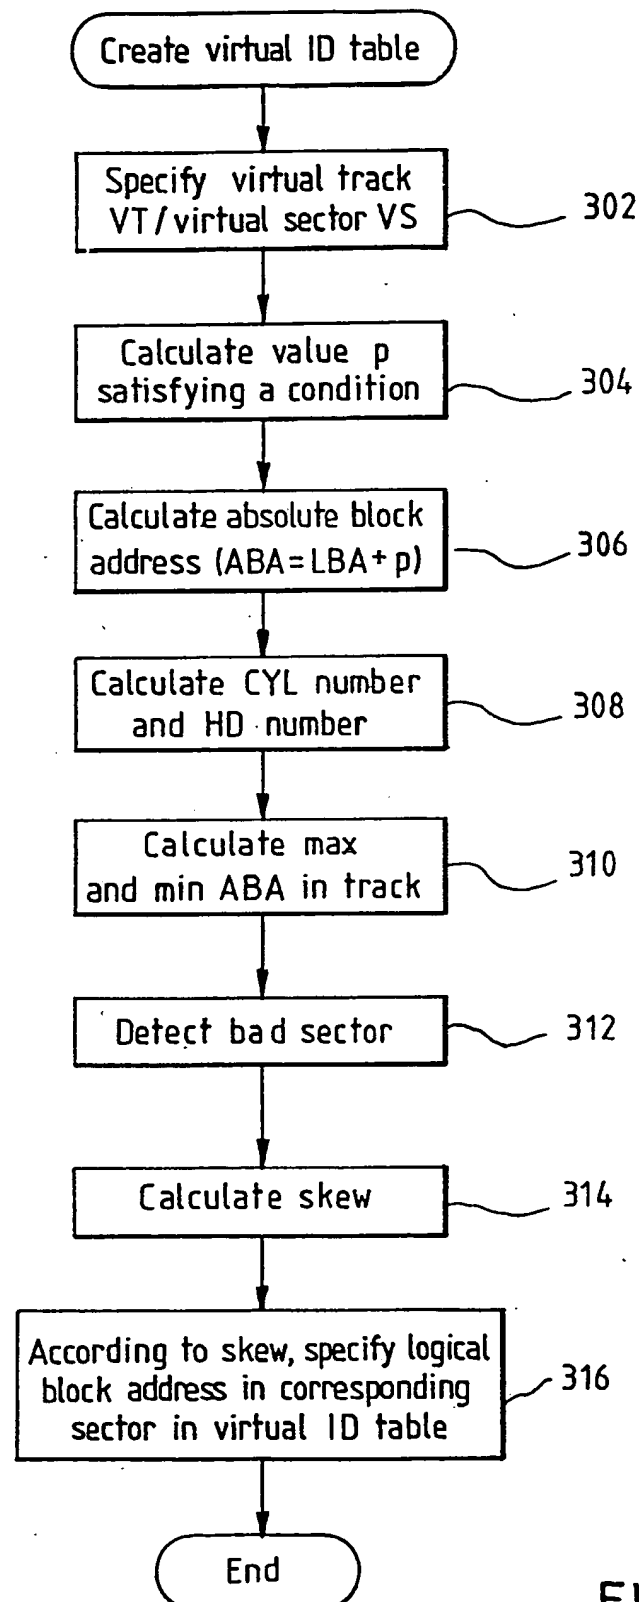 Create virtual ID table
Specify virtual track
VT/virtual sector VS
302
Calculate value p
satisfying a condition
304
Calculate absolute block
address (ABA=LBA+p)
306
Calculate CYL number
and HD number
308
Calculate max
and min ABA in track
310
Detect bad sector
312
Calculate skew
314
According to skew, specify logical
block address in corresponding
sector in virtual ID table
316
End